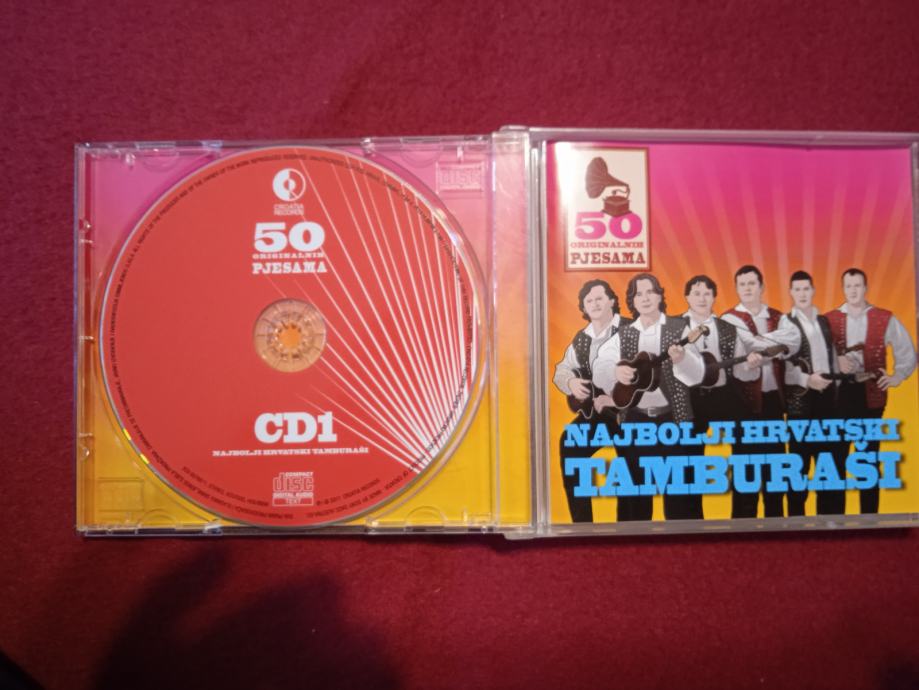 CROATIA
RECORDS
50
ORIGINALNIH
PJESAMA
CD1
NAJBOLJI HRVATSKI TAMBURAŠI
COMPACT
disc
DIGITAL AUDIO
TEXT
disc
50
ORIGINALNIH
PJESAMA
NAJBOLJI HRVATSKI
TAMBURAŠI